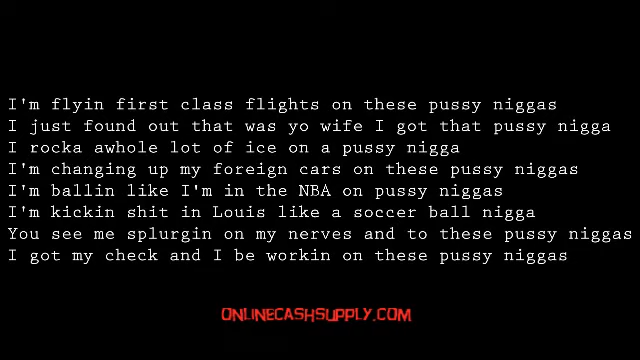 I'm flyin first class flights on these pussy niggas
I just found out that was yo wife I got that pussy nigga
I rocka awhole lot of ice on a pussy nigga
I'm changing up my foreign cars on these pussy niggas
I'm ballin like I'm in the NBA on pussy niggas
I'm kickin shit in Louis like a soccer ball nigga
You see me sp1urgin on my nerves and to these pussy niggas
I got my check and I be workin on these pussy niggas
ONLINECASHSUPPLY.COM